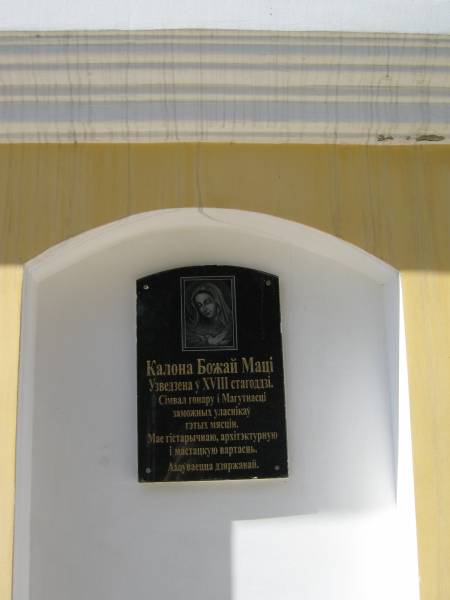 Калона Божай Маці
Узведзена ў XVIII стагоддзі.
Сімвал гонару і Магутнасці
заможных уласнікаў
гэтых мясцін.
Мае гістарычнаю, архітэктурную
і мастацкую вартасць.
Ахоўваецца дзяржавай.